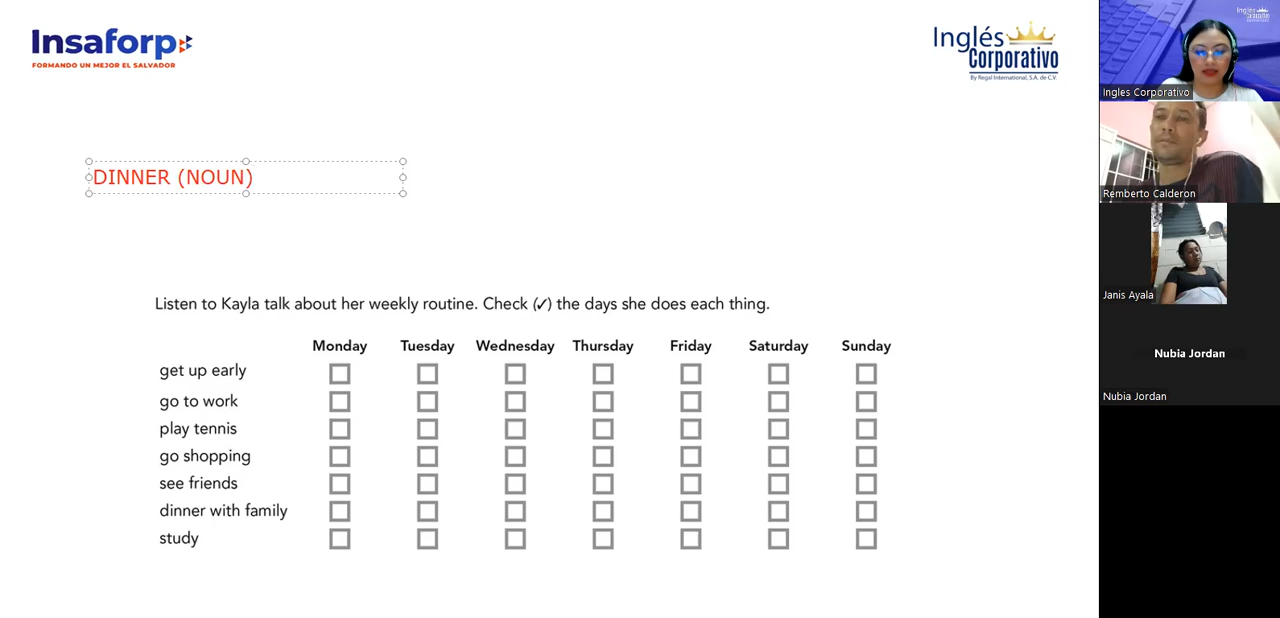 Insaforp
FORMANDO UN MEJOR EL SALVADOR
Inglés
Corporativo
By Regal International, S.A. de C.V.
DINNER (NOUN)
Listen to Kayla talk about her weekly routine. Check (✓) the days she does each thing.
Monday Tuesday Wednesday Thursday Friday Saturday Sunday
get up early
go to work
play tennis
go shopping
see friends
dinner with family
study
Inglés
Corporativo
Ingles Corporativo
Remberto Calderon
Janis Ayala
Nubia Jordan
Nubia Jordan